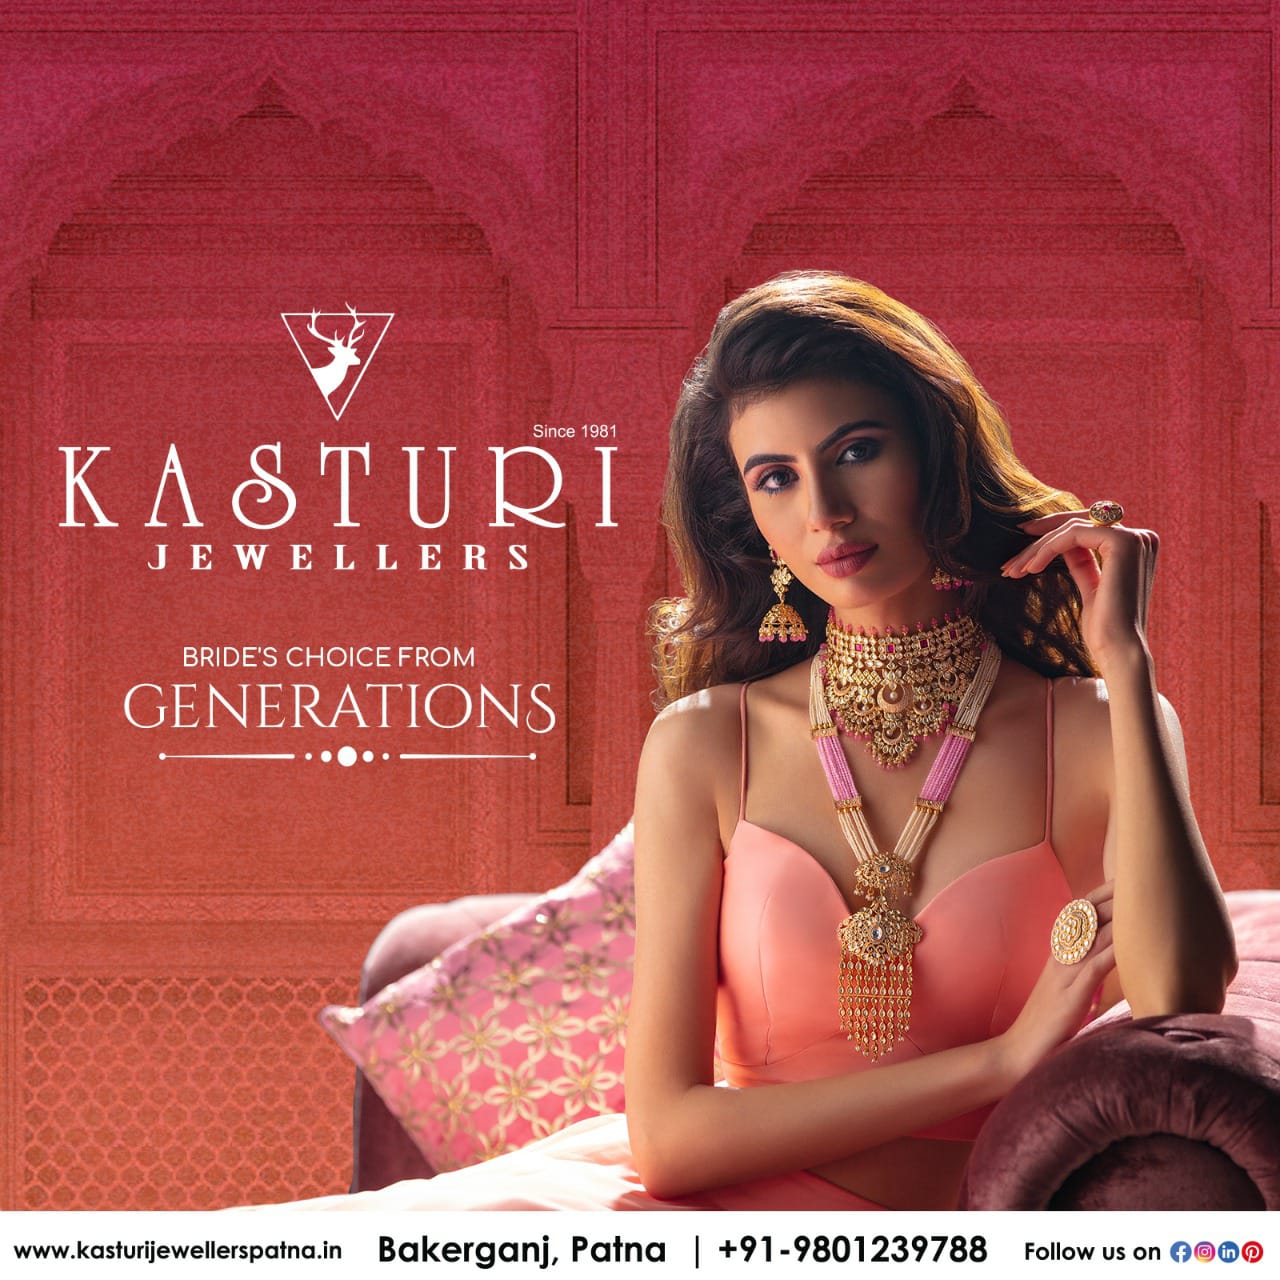 Since 1981
KASTURI
JEWELLERS
BRIDE'S CHOICE FROM
GENERATIONS
www.kasturijewellerspatna.in Bakerganj, Patna | +91-9801239788 Follow us on